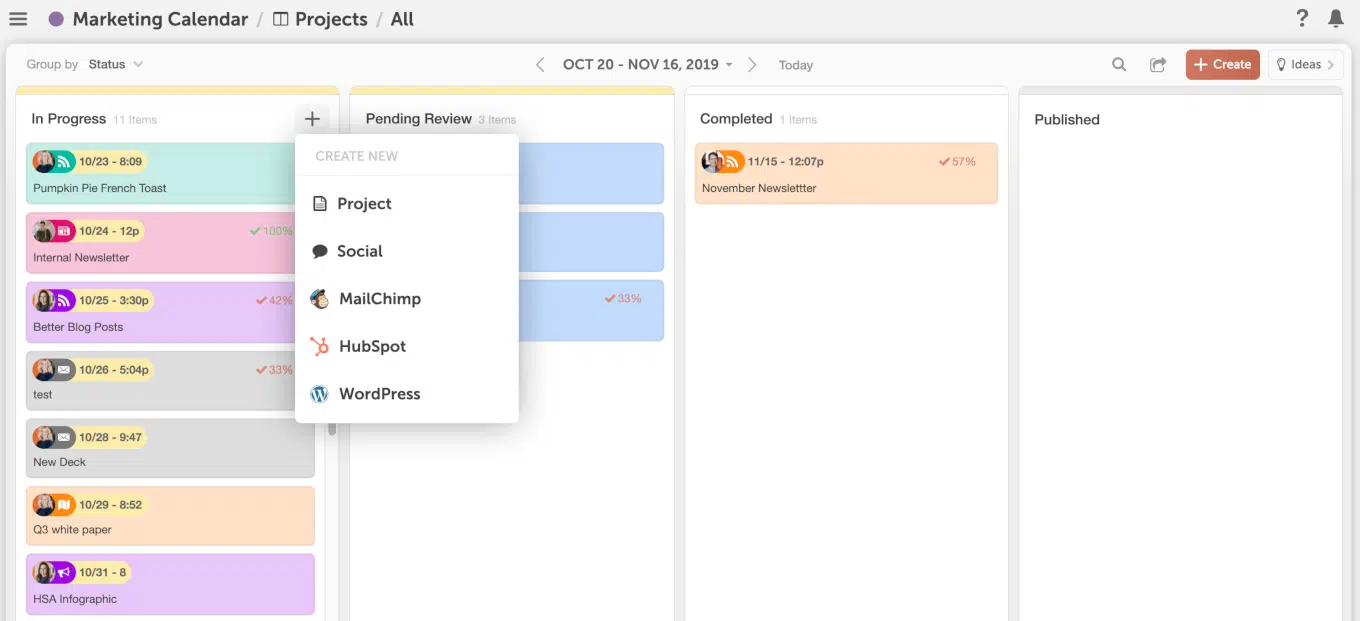 Marketing Calendar / Projects / All
?
Group by Status
OCT 20 - NOV 16, 2019
Today
+ Create
Ideas
In Progress 11 Items
10/23 - 8:09
Pumpkin Pie French Toast
10/24 - 12p
100%
Internal Newsletter
10/25 - 3:30p
42%
Better Blog Posts
10/26 - 5:04p
33%
test
10/28 - 9:47
New Deck
10/29 - 8:52
Q3 white paper
10/31 - 8
HSA Infographic
CREATE NEW
Project
Social
MailChimp
HubSpot
WordPress
Pending Review 3 Items
33%
Completed 1 Items
11/15 - 12:07p
57%
November Newslettter
Published